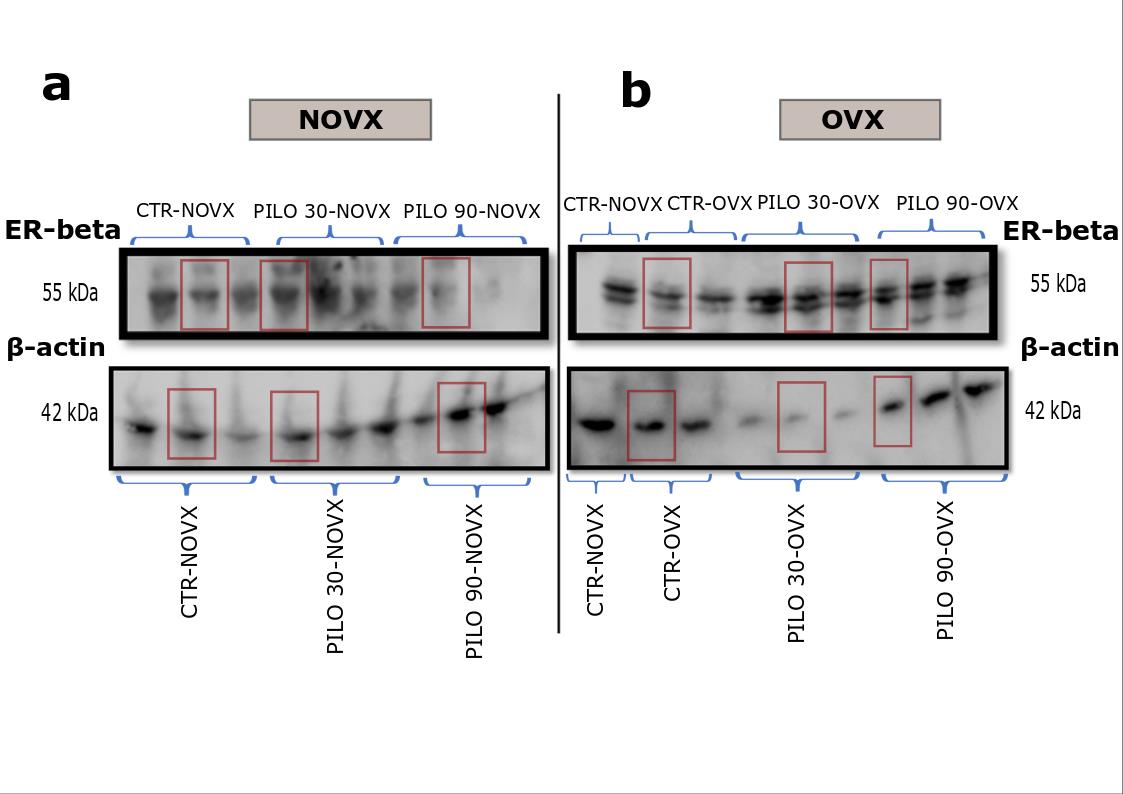 a
b
NOVX
OVX
CTR-NOVX PILO 30-NOVX PILO 90-NOVX
CTR-NOVX CTR-OVX PILO 30-OVX PILO 90-OVX
ER-beta
ER-beta
55 kDa
55 kDa
β-actin
β-actin
42 kDa
42 kDa
CTR-NOVX
PILO 30-NOVX
PILO 90-NOVX
CTR-NOVX
CTR-OVX
PILO 30-OVX
PILO 90-OVX